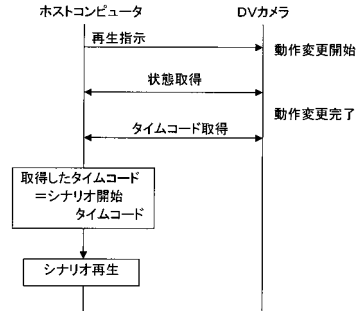 ホストコンピュータ
DVカメラ
再生指示
動作変更開始
状態取得
動作変更完了
タイムコード取得
取得したタイムコード
＝シナリオ開始
タイムコード
シナリオ再生